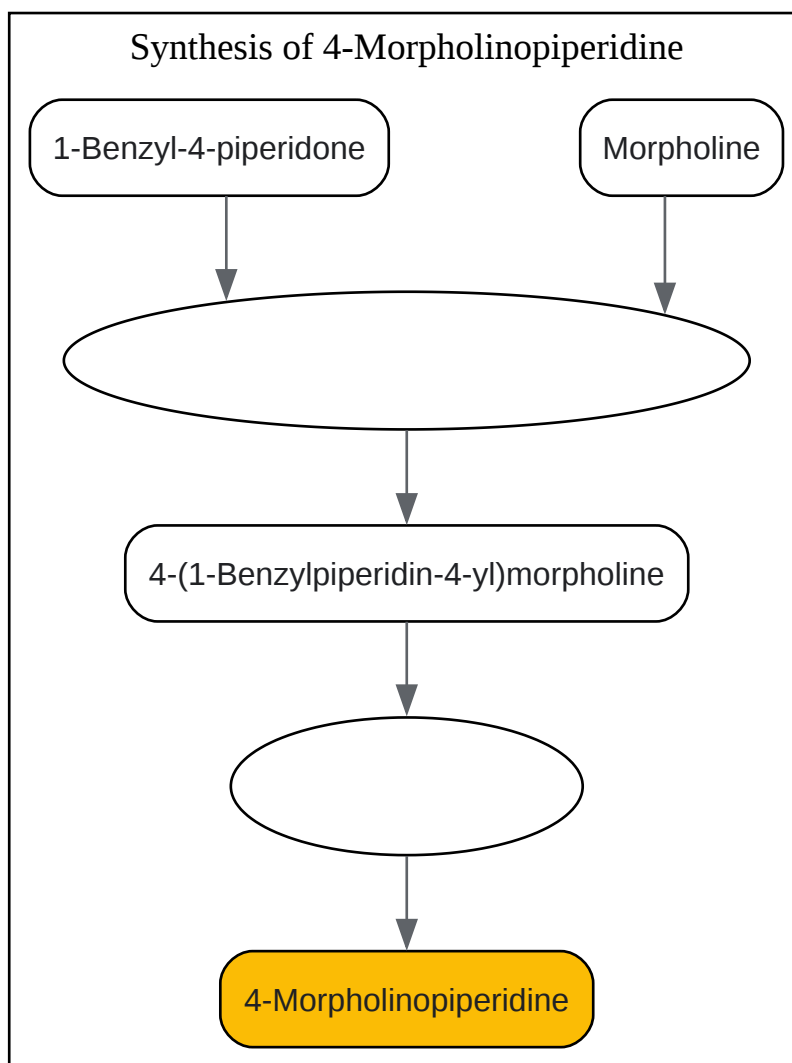 Synthesis of 4-Morpholinopiperidine
1-Benzyl-4-piperidone
Morpholine
4-(1-Benzylpiperidin-4-yl)morpholine
4-Morpholinopiperidine